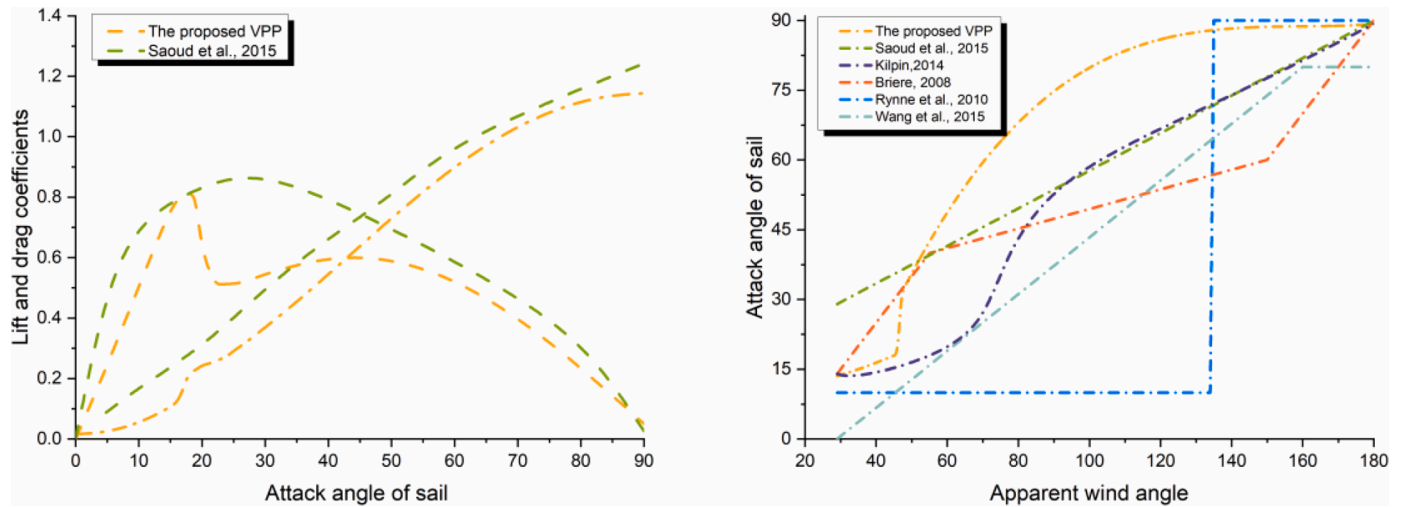 1.4
1.2
1.0
0.8
0.6
0.4
0.2
0.0
Lift and drag coefficients
The proposed VPP
Saoud et al., 2015
0 10 20 30 40 50 60 70 80 90
Attack angle of sail
90
75
60
45
30
15
0
Attack angle of sail
The proposed VPP
Saoud et al., 2015
Kilpin,2014
Briere, 2008
Rynne et al., 2010
Wang et al., 2015
20 40 60 80 100 120 140 160 180
Apparent wind angle